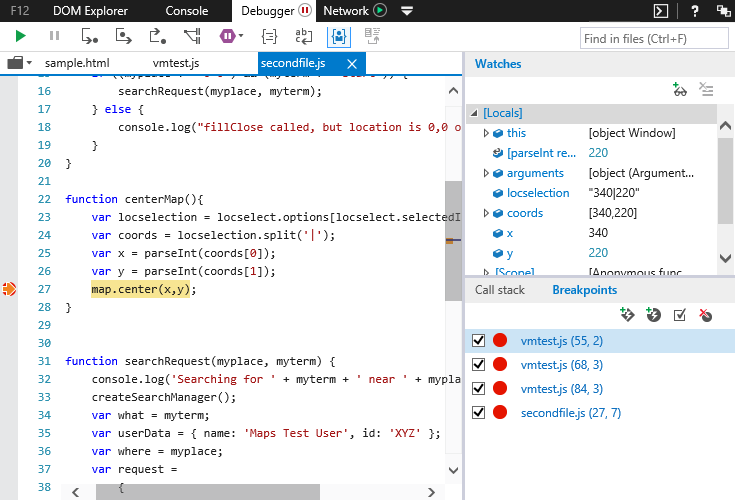 F12 DOM Explorer Console Debugger Network ?
Find in files (Ctrl+F)
sample.html vmtest.js secondfile.js
16 searchRequest(myplace, myterm);
17 } else {
18 console.log("fillClose called, but location is 0,0 o
19 }
20 }
21
22 function centerMap(){
23 var locselection = locselect.options[locselect.selectedI
24 var coords = locselection.split('|');
25 var x = parseInt(coords[0]);
26 var y = parseInt(coords[1]);
27 map.center(x,y);
28 }
29
30
31 function searchRequest(myplace, myterm) {
32 console.log('Searching for ' + myterm + ' near ' + mypla
33 createSearchManager();
34 var what = myterm;
35 var userData = { name: 'Maps Test User', id: 'XYZ' };
36 var where = myplace;
37 var request =
38 {
Watches
[Locals]
this [object Window]
[parseInt re... 220
arguments [object (Argument...
locselection "340|220"
coords [340,220]
x 340
y 220
[Scope] [Anonymous func
Call stack Breakpoints
vmtest.js (55, 2)
vmtest.js (68, 3)
vmtest.js (84, 3)
secondfile.js (27, 7)